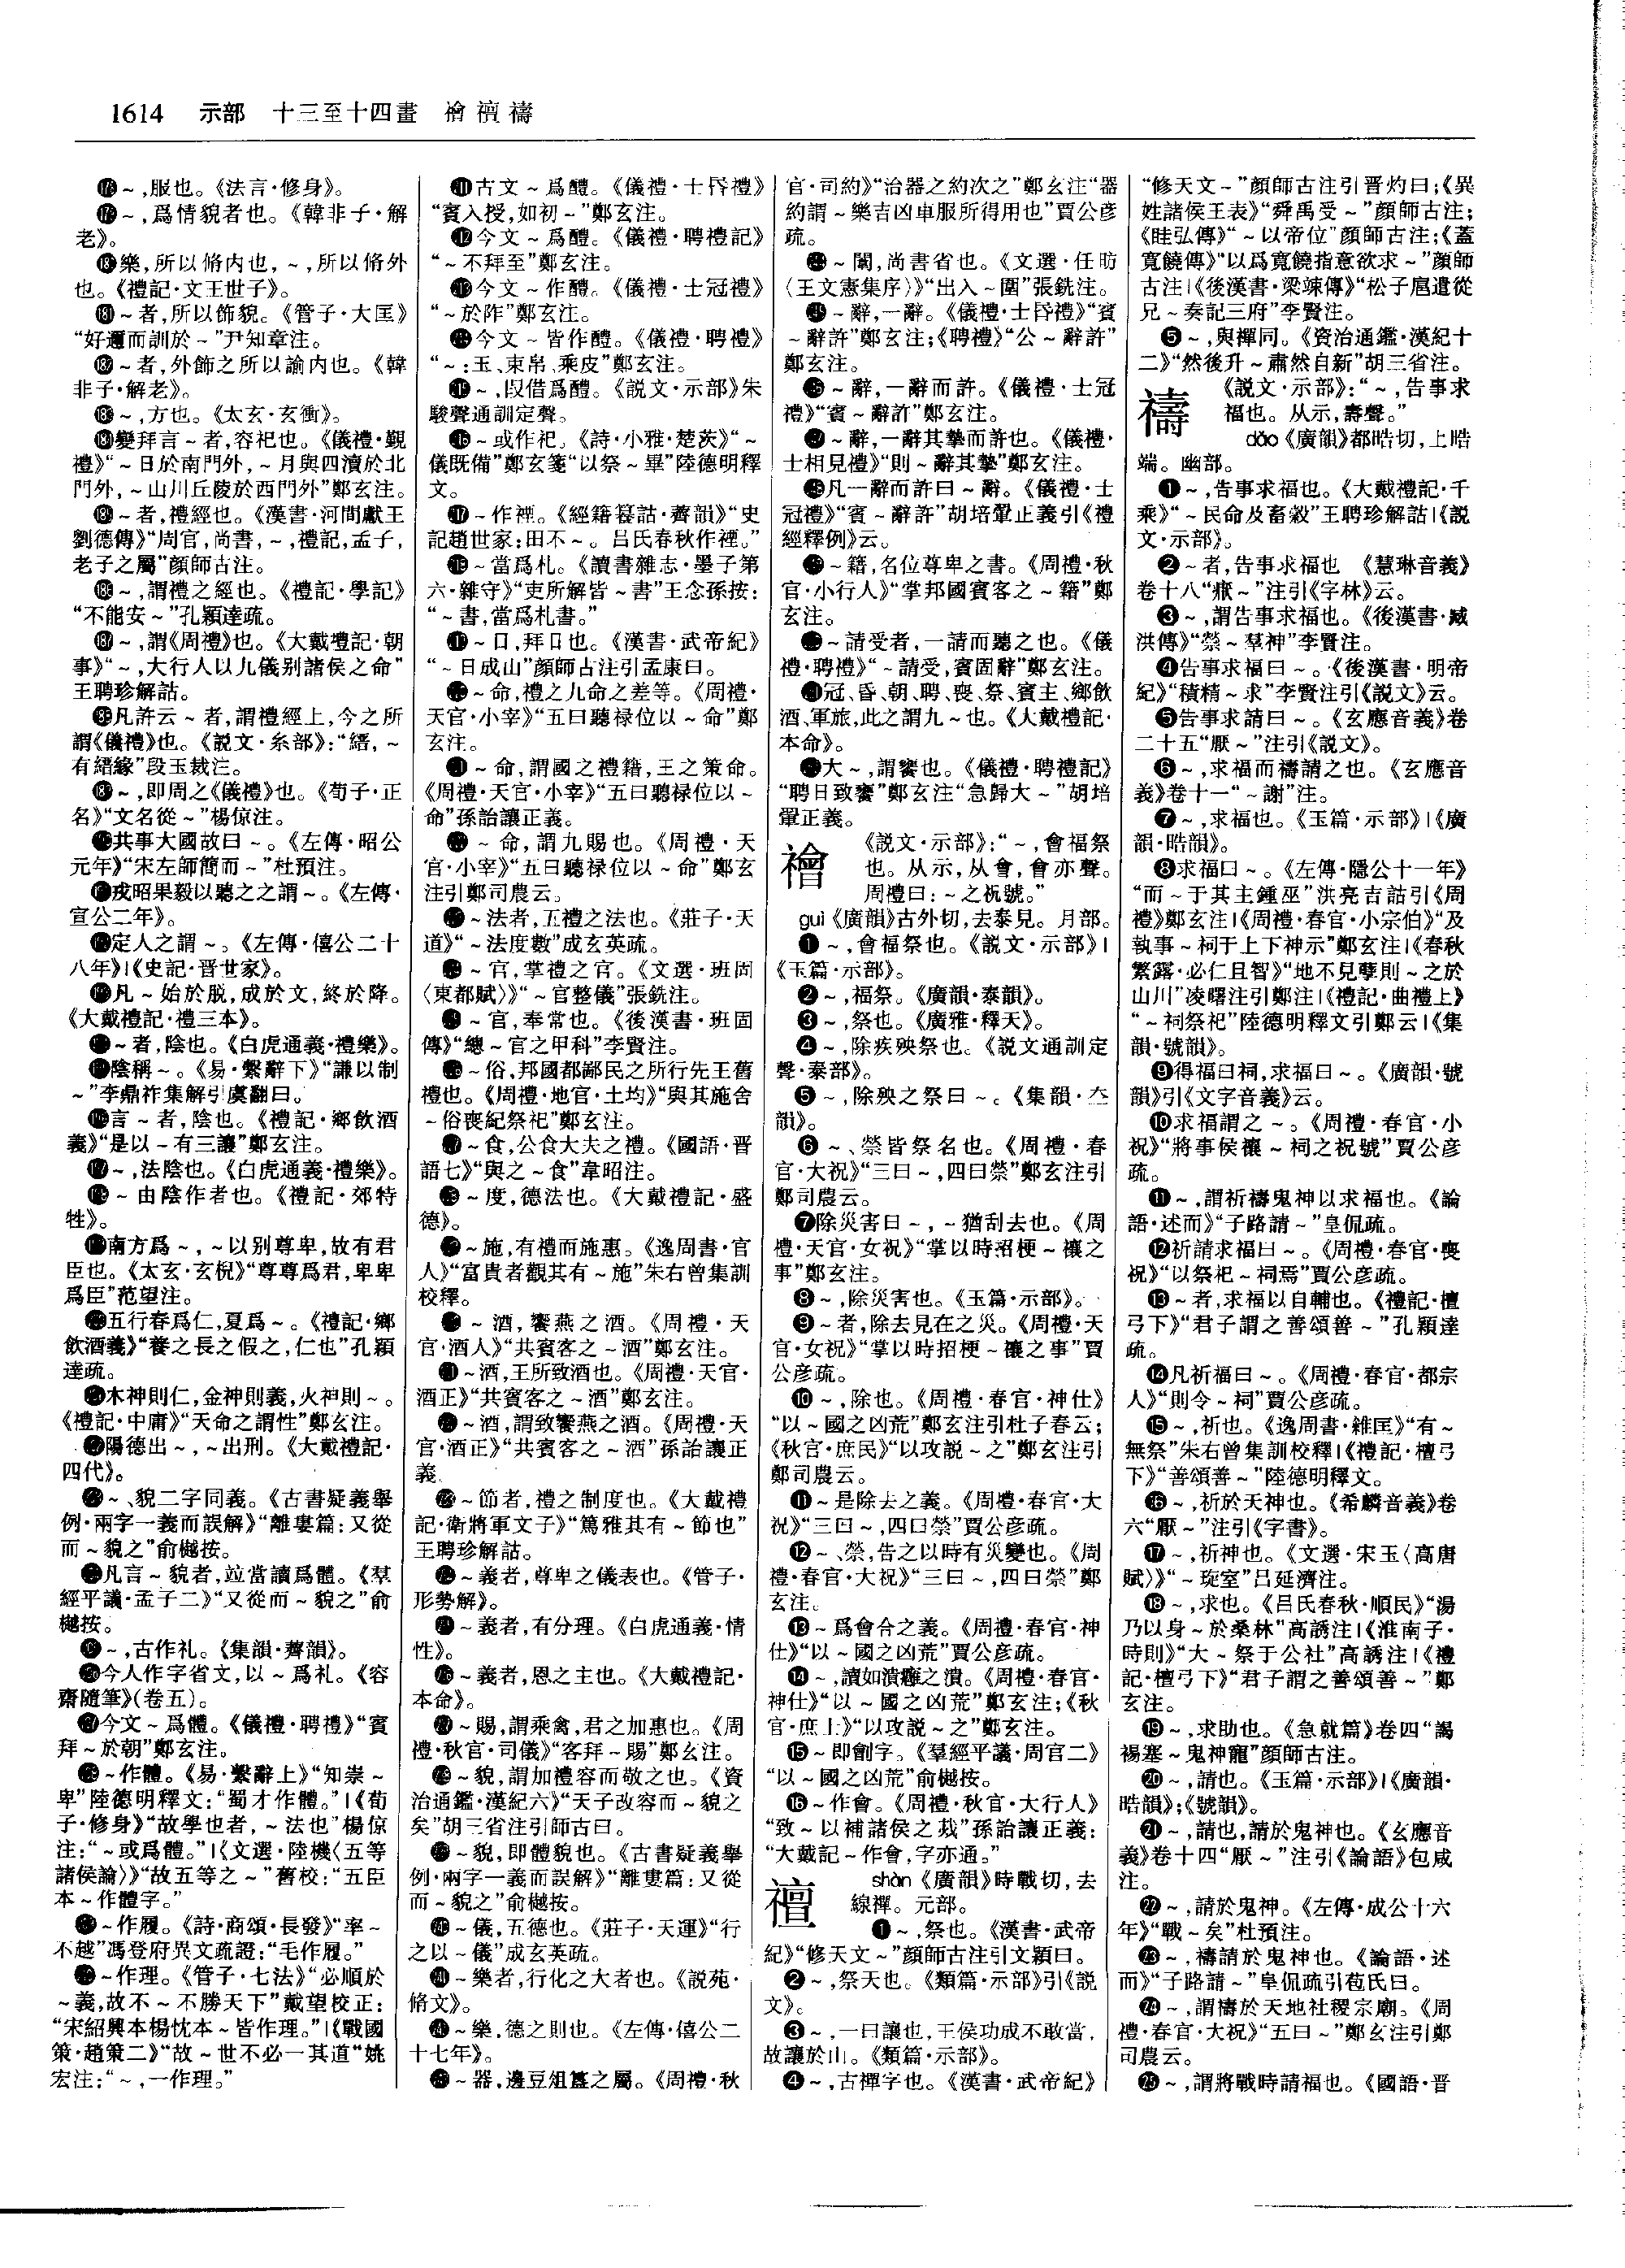 1614 示部 十三至十四畫 襘 䄠 禱
～,服也。《法言·修身》。
～,爲情貌者也。《韓非子·解
老》。
樂,所以脩内也,～,所以脩外
也。《禮記·文王世子》。
～者,所以飾貌。《管子·大匡》
“好邇而訓於～”尹知章注。
～者,外飾之所以諭内也。《韓
非子·解老》。
～,方也。《太玄·玄衝》。
變拜言～者,容祀也。《儀禮·覲
禮》“～日於南門外,～月與四瀆於北
門外,～山川丘陵於西門外”鄭玄注。
～者,禮經也。《漢書·河間獻王
劉德傳》“周官,尚書,～,禮記,孟子,
老子之屬”顏師古注。
～,謂禮之經也。《禮記·學記》
“不能安～”孔穎達疏。
～,謂《周禮》也。《大戴禮記·朝
事》“～,大行人以九儀别諸侯之命”
王聘珍解詁。
凡許云～者,謂禮經上,今之所
謂《儀禮》也。《説文·糸部》:“縉,～
有縉緣”段玉裁注。
～,即周之《儀禮》也。《荀子·正
名》“文名從～”楊倞注。
共事大國故曰～。《左傳·昭公
元年》“宋左師簡而～”杜預注。
戎昭果毅以聽之之謂～。《左傳·
宣公二年》。
定人之謂～。《左傳·僖公二十
八年》|《史記·晋世家》。
凡～始於脱,成於文,終於降。
《大戴禮記·禮三本》。
～者,陰也。《白虎通義·禮樂》。
陰稱～。《易·繫辭下》“謙以制
～”李鼎祚集解引虞翻曰。
言～者,陰也。《禮記·鄉飲酒
義》“是以～有三讓”鄭玄注。
～,法陰也。《白虎通義·禮樂》。
～由陰作者也。《禮記·郊特
牲》。
南方爲～,～以别尊卑,故有君
臣也。《太玄·玄掜》“尊尊爲君,卑卑
爲臣”范望注。
五行春爲仁,夏爲～。《禮記·鄉
飲酒義》“養之長之假之,仁也”孔穎
達疏。
木神則仁,金神則義,火神則～。
《禮記·中庸》“天命之謂性”鄭玄注。
陽德出～,～出刑。《大戴禮記·
四代》。
～、貌二字同義。《古書疑義舉
例·兩字一義而誤解》“離婁篇:又從
而～貌之”俞樾按。
凡言～貌者,竝當讀爲體。《羣
經平議·孟子二》“又從而～貌之”俞
樾按。
～,古作礼。《集韻·薺韻》。
今人作字省文,以～爲礼。《容
齋隨筆》(卷五)。
今文～爲體。《儀禮·聘禮》“賓
拜～於朝”鄭玄注。
～作體。《易·繫辭上》“知崇～
卑”陸德明釋文:“蜀才作體。”|《荀
子·修身》“故學也者,～法也”楊倞
注:“～或爲體。”|《文選·陸機〈五等
諸侯論〉》“故五等之～”舊校:“五臣
本～作體字。”
～作履。《詩·商頌·長發》“率～
不越”馮登府異文疏證:“毛作履。”
～作理。《管子·七法》“必順於
～義,故不～不勝天下”戴望校正:
“宋紹興本楊忱本～皆作理。”|《戰國
策·趙策二》“故～世不必一其道”姚
宏注:“～,一作理。”
古文～爲醴。《儀禮·士昏禮》
“賓入授,如初～”鄭玄注。
今文～爲醴。《儀禮·聘禮記》
“～不拜至”鄭玄注。
今文～作醴。《儀禮·士冠禮》
“～於阼”鄭玄注。
今文～皆作醴。《儀禮·聘禮》
“～:玉、束帛、乘皮”鄭玄注。
～,叚借爲醴。《説文·示部》朱
駿聲通訓定聲。
～或作祀。《詩·小雅·楚茨》“～
儀既備”鄭玄箋“以祭～畢”陸德明釋
文。
～作禋。《經籍籑詁·薺韻》“史
記趙世家:田不～。吕氏春秋作禋。”
～當爲札。《讀書雜志·墨子第
六·雜守》“吏所解皆～書”王念孫按:
“～書,當爲札書。”
～日,拜日也。《漢書·武帝紀》
“～日成山”顏師古注引孟康曰。
～命,禮之九命之差等。《周禮·
天官·小宰》“五曰聽禄位以～命”鄭
玄注。
～命,謂國之禮籍,王之策命。
《周禮·天官·小宰》“五曰聽禄位以～
命”孫詒讓正義。
～命,謂九賜也。《周禮·天
官·小宰》“五曰聽禄位以～命”鄭玄
注引鄭司農云。
～法者,五禮之法也。《莊子·天
道》“～法度數”成玄英疏。
～官,掌禮之官。《文選·班固
〈東都賦〉》“～官整儀”張銑注。
～官,奉常也。《後漢書·班固
傳》“總～官之甲科”李賢注。
～俗,邦國都鄙民之所行先王舊
禮也。《周禮·地官·土均》“與其施舍
～俗喪紀祭祀”鄭玄注。
～食,公食大夫之禮。《國語·晋
語七》“與之～食”韋昭注。
～度,德法也。《大戴禮記·盛
德》。
～施,有禮而施惠。《逸周書·官
人》“富貴者觀其有～施”朱右曾集訓
校釋。
～酒,饗燕之酒。《周禮·天
官·酒人》“共賓客之～酒”鄭玄注。
～酒,王所致酒也。《周禮·天官·
酒正》“共賓客之～酒”鄭玄注。
～酒,謂致饗燕之酒。《周禮·天
官·酒正》“共賓客之～酒”孫詒讓正
義。
～節者,禮之制度也。《大戴禮
記·衛將軍文子》“篤雅其有～節也”
王聘珍解詁。
～義者,尊卑之儀表也。《管子·
形勢解》。
～義者,有分理。《白虎通義·情
性》。
～義者,恩之主也。《大戴禮記·
本命》。
～賜,謂乘禽,君之加惠也。《周
禮·秋官·司儀》“客拜～賜”鄭玄注。
～貌,謂加禮容而敬之也。《資
治通鑑·漢紀六》“天子改容而～貌之
矣”胡三省注引師古曰。
～貌,即體貌也。《古書疑義舉
例·兩字一義而誤解》“離婁篇:又從
而～貌之”俞樾按。
～儀,五德也。《莊子·天運》“行
之以～儀”成玄英疏。
～樂者,行化之大者也。《説苑·
脩文》。
～樂,德之則也。《左傳·僖公二
十七年》。
～器,籩豆俎簋之屬。《周禮·秋
官·司約》“治器之約次之”鄭玄注“器
約謂～樂吉凶車服所得用也”賈公彦
疏。
～闈,尚書省也。《文選·任昉
〈王文憲集序〉》“出入～闈”張銑注。
～辭,一辭。《儀禮·士昏禮》“賓
～辭許”鄭玄注;《聘禮》“公～辭許”
鄭玄注。
～辭,一辭而許。《儀禮·士冠
禮》“賓～辭許”鄭玄注。
～辭,一辭其摯而許也。《儀禮·
士相見禮》“則～辭其摯”鄭玄注。
凡一辭而許曰～辭。《儀禮·士
冠禮》“賓～辭許”胡培翬正義引《禮
經釋例》云。
～籍,名位尊卑之書。《周禮·秋
官·小行人》“掌邦國賓客之～籍”鄭
玄注。
～請受者,一請而聽之也。《儀
禮·聘禮》“～請受,賓固辭”鄭玄注。
冠、昏、朝、聘、喪、祭、賓主、鄉飲
酒、軍旅,此之謂九～也。《大戴禮記·
本命》。
大～,謂饗也。《儀禮·聘禮記》
“聘日致饗”鄭玄注“急歸大～”胡培
翬正義。
襘 《説文·示部》:“～,會福祭
也。从示,从會,會亦聲。
周禮曰:～之祝號。”
guì《廣韻》古外切,去泰見。月部。
❶～,會福祭也。《説文·示部》|
《玉篇·示部》。
❷～,福祭。《廣韻·泰韻》。
❸～,祭也。《廣雅·釋天》。
❹～,除疾殃祭也。《説文通訓定
聲·泰部》。
❺～,除殃之祭曰～。《集韻·夳
韻》。
❻～、禜皆祭名也。《周禮·春
官·大祝》“三曰～,四曰禜”鄭玄注引
鄭司農云。
❼除災害曰～,～猶刮去也。《周
禮·天官·女祝》“掌以時招梗～禳之
事”鄭玄注。
❽～,除災害也。《玉篇·示部》。
❾～者,除去見在之災。《周禮·天
官·女祝》“掌以時招梗～禳之事”賈
公彦疏。
❿～,除也。《周禮·春官·神仕》
“以～國之凶荒”鄭玄注引杜子春云;
《秋官·庶民》“以攻説～之”鄭玄注引
鄭司農云。
⓫～是除去之義。《周禮·春官·大
祝》“三曰～,四曰禜”賈公彦疏。
⓬～、禜,告之以時有災變也。《周
禮·春官·大祝》“三曰～,四曰禜”鄭
玄注。
⓭～爲會合之義。《周禮·春官·神
仕》“以～國之凶荒”賈公彦疏。
⓮～,讀如潰癰之潰。《周禮·春官·
神仕》“以～國之凶荒”鄭玄注;《秋
官·庶上》“以攻説～之”鄭玄注。
⓯～即劊字。《羣經平議·周官二》
“以～國之凶荒”俞樾按。
⓰～作會。《周禮·秋官·大行人》
“致～以補諸侯之烖”孫詒讓正義:
“大戴記～作會,字亦通。”
䄠 shàn《廣韻》時戰切,去
線禪。元部。
❶～,祭也。《漢書·武帝
紀》“修天文～”顏師古注引文穎曰。
❷～,祭天也。《類篇·示部》引《説
文》。
❸～,一曰讓也,王侯功成不敢當,
故讓於山。《類篇·示部》。
❹～,古禪字也。《漢書·武帝紀》
“修天文～”顏師古注引晋灼曰;《異
姓諸侯王表》“舜禹受～”顏師古注;
《眭弘傳》“～以帝位”顏師古注;《蓋
寬饒傳》“以爲寬饒指意欲求～”顏師
古注|《後漢書·梁竦傳》“松子扈遣從
兄～奏記三府”李賢注。
❺～,與禪同。《資治通鑑·漢紀十
二》“然後升～肅然自新”胡三省注。
禱 《説文·示部》:“～,告事求
福也。从示,壽聲。”
dǎo《廣韻》都晧切,上晧
端。幽部。
❶～,告事求福也。《大戴禮記·千
乘》“～民命及畜穀”王聘珍解詁|《説
文·示部》。
❷～者,告事求福也 《慧琳音義》
卷十八“㾑～”注引《字林》云。
❸～,謂告事求福也。《後漢書·臧
洪傳》“禜～羣神”李賢注。
❹告事求福曰～。《後漢書·明帝
紀》“積精～求”李賢注引《説文》云。
❺告事求請曰～。《玄應音義》卷
二十五“厭～”注引《説文》。
❻～,求福而禱請之也。《玄應音
義》卷十一“～謝”注。
❼～,求福也。《玉篇·示部》|《廣
韻·晧韻》。
❽求福曰～。《左傳·隱公十一年》
“而～于其主鍾巫”洪亮吉詁引《周
禮》鄭玄注|《周禮·春官·小宗伯》“及
執事～祠于上下神示”鄭玄注|《春秋
繁露·必仁且智》“地不見孽則～之於
山川”凌曙注引鄭注|《禮記·曲禮上》
“～祠祭祀”陸德明釋文引鄭云|《集
韻·號韻》。
❾得福曰祠,求福曰～。《廣韻·號
韻》引《文字音義》云。
❿求福謂之～。《周禮·春官·小
祝》“將事侯禳～祠之祝號”賈公彦
疏。
⓫～,謂祈禱鬼神以求福也。《論
語·述而》“子路請～”皇侃疏。
⓬祈請求福曰～。《周禮·春官·喪
祝》“以祭祀～祠焉”賈公彦疏。
⓭～者,求福以自輔也。《禮記·檀
弓下》“君子謂之善頌善～”孔穎達
疏。
⓮凡祈福曰～。《周禮·春官·都宗
人》“則令～祠”賈公彦疏。
⓯～,祈也。《逸周書·糴匡》“有～
無祭”朱右曾集訓校釋|《禮記·檀弓
下》“善頌善～”陸德明釋文。
⓰～,祈於天神也。《希麟音義》卷
六“厭～”注引《字書》。
⓱～,祈神也。《文選·宋玉〈高唐
賦〉》“～琁室”吕延濟注。
⓲～,求也。《吕氏春秋·順民》“湯
乃以身～於桑林”高誘注|《淮南子·
時則》“大～祭于公社”高誘注|《禮
記·檀弓下》“君子謂之善頌善～”鄭
玄注。
⓳～,求助也。《急就篇》卷四“謁
禓塞～鬼神寵”顏師古注。
⓴～,請也。《玉篇·示部》|《廣韻·
晧韻》;《號韻》。
㉑～,請也,請於鬼神也。《玄應音
義》卷十四“厭～”注引《論語》包咸
注。
㉒～,請於鬼神。《左傳·成公十六
年》“戰～矣”杜預注。
㉓～,禱請於鬼神也。《論語·述
而》“子路請～”皇侃疏引苞氏曰。
㉔～,謂禱於天地社稷宗廟。《周
禮·春官·大祝》“五曰～”鄭玄注引鄭
司農云。
㉕～,謂將戰時請福也。《國語·晋